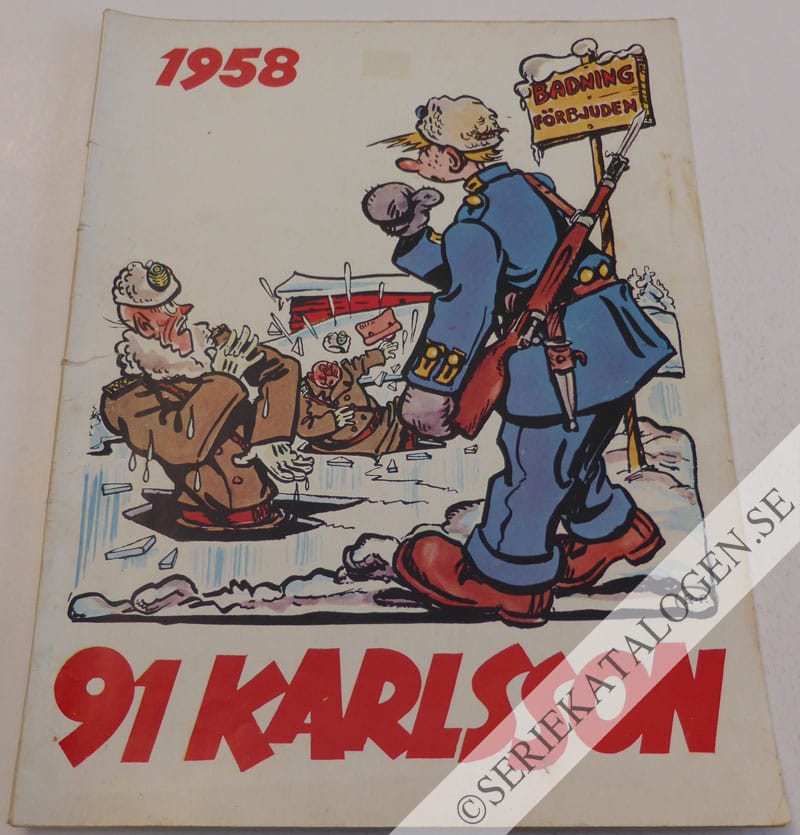 1958
BADNING
FÖRBJUDEN
91 KARLSSON
©SERIEKATALOGEN.SE